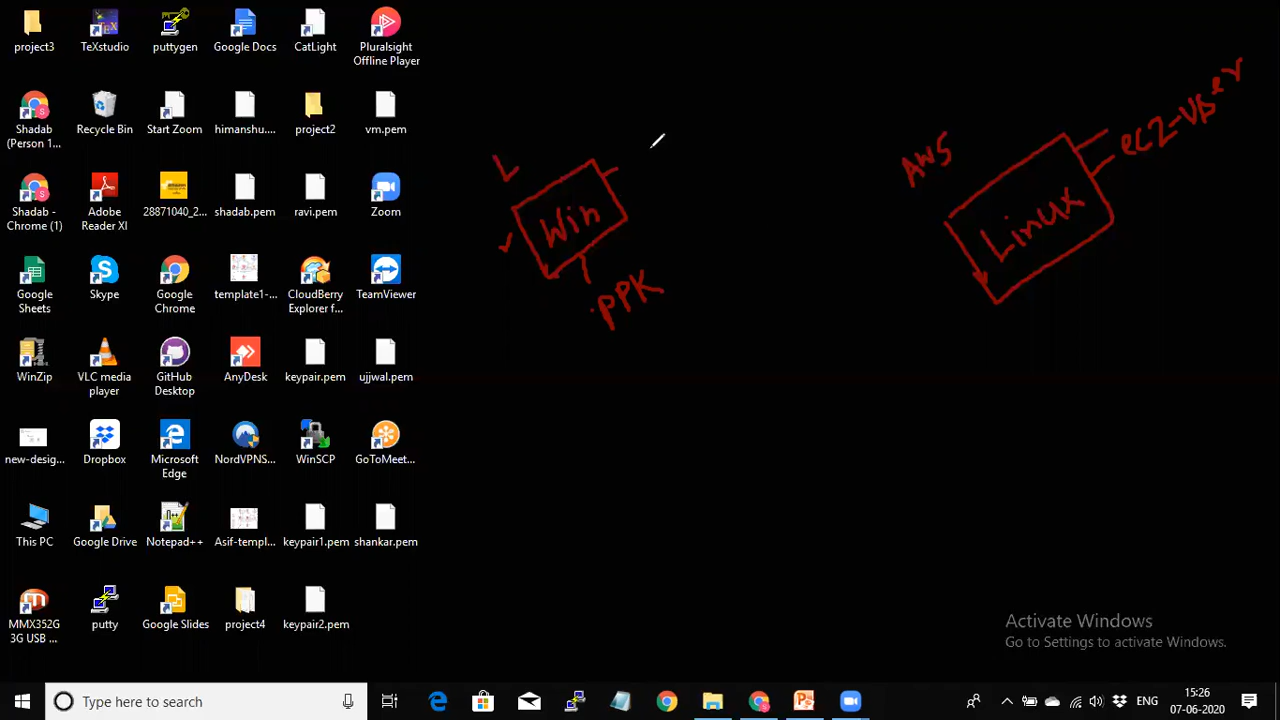 project3
TeXstudio
puttygen
Google Docs
CatLight
Pluralsight
Offline Player
Shadab
(Person 1...
Recycle Bin
Start Zoom
himanshu....
project2
vm.pem
Shadab -
Chrome (1)
Adobe
Reader XI
28871040_2...
shadab.pem
ravi.pem
Zoom
Google
Sheets
Skype
Google
Chrome
template1-...
CloudBerry
Explorer f...
TeamViewer
WinZip
VLC media
player
GitHub
Desktop
AnyDesk
keypair.pem
ujjwal.pem
new-desig...
Dropbox
Microsoft
Edge
NordVPNS...
WinSCP
GoToMeet...
This PC
Google Drive
Notepad++
Asif-templ...
keypair1.pem
shankar.pem
MMX352G
3G USB ...
putty
Google Slides
project4
keypair2.pem
L
Win
.PPK
AWS
Linux
ec2-user
Activate Windows
Go to Settings to activate Windows.
Type here to search
ENG
15:26
07-06-2020